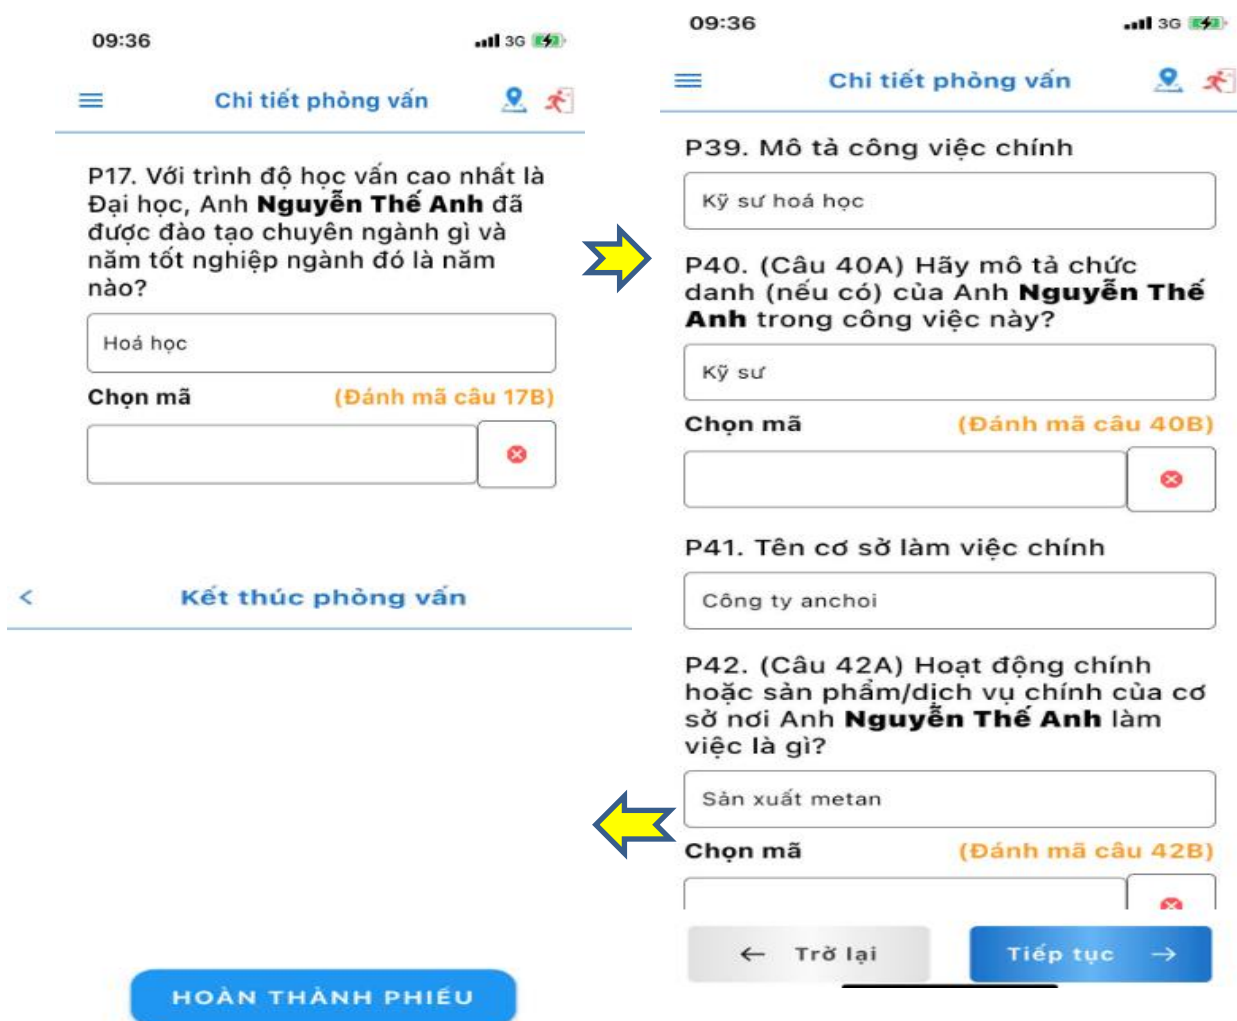 09:36
3G
Chi tiết phỏng vấn
P17. Với trình độ học vấn cao nhất là
Đại học, Anh Nguyễn Thế Anh đã
được đào tạo chuyên ngành gì và
năm tốt nghiệp ngành đó là năm
nào?
Hoá học
Chọn mã (Đánh mã câu 17B)
< Kết thúc phỏng vấn
HOÀN THÀNH PHIẾU
09:36
3G
Chi tiết phỏng vấn
P39. Mô tả công việc chính
Kỹ sư hoá học
P40. (Câu 40A) Hãy mô tả chức
danh (nếu có) của Anh Nguyễn Thế
Anh trong công việc này?
Kỹ sư
Chọn mã (Đánh mã câu 40B)
P41. Tên cơ sở làm việc chính
Công ty anchoi
P42. (Câu 42A) Hoạt động chính
hoặc sản phẩm/dịch vụ chính của cơ
sở nơi Anh Nguyễn Thế Anh làm
việc là gì?
Sản xuất metan
Chọn mã (Đánh mã câu 42B)
← Trở lại
Tiếp tục →